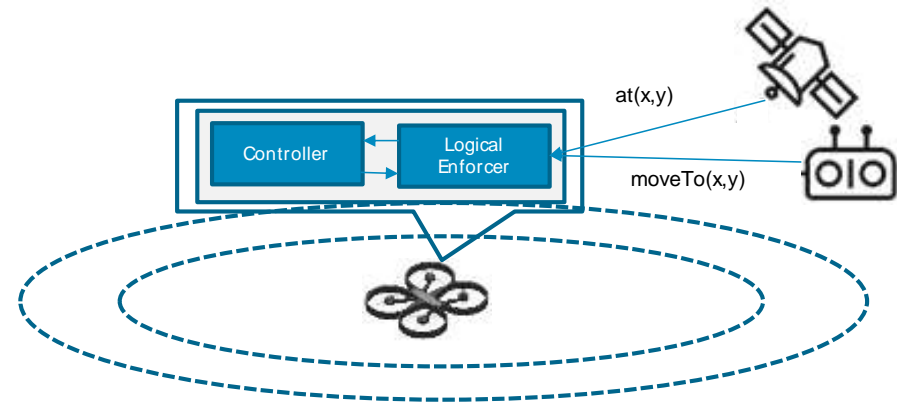 at(x,y)
Controller
Logical
Enforcer
moveTo(x,y)